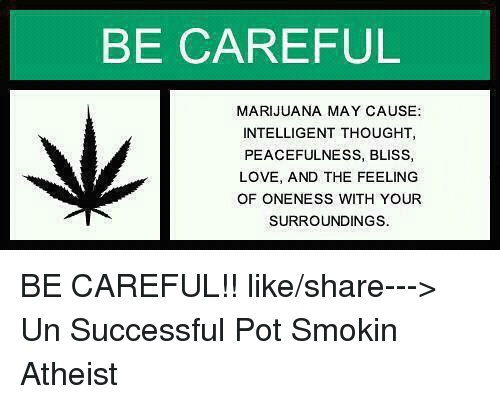 BE CAREFUL
MARIJUANA MAY CAUSE:
INTELLIGENT THOUGHT,
PEACEFULNESS, BLISS,
LOVE, AND THE FEELING
OF ONENESS WITH YOUR
SURROUNDINGS.
BE CAREFUL!! like/share--->
Un Successful Pot Smokin
Atheist